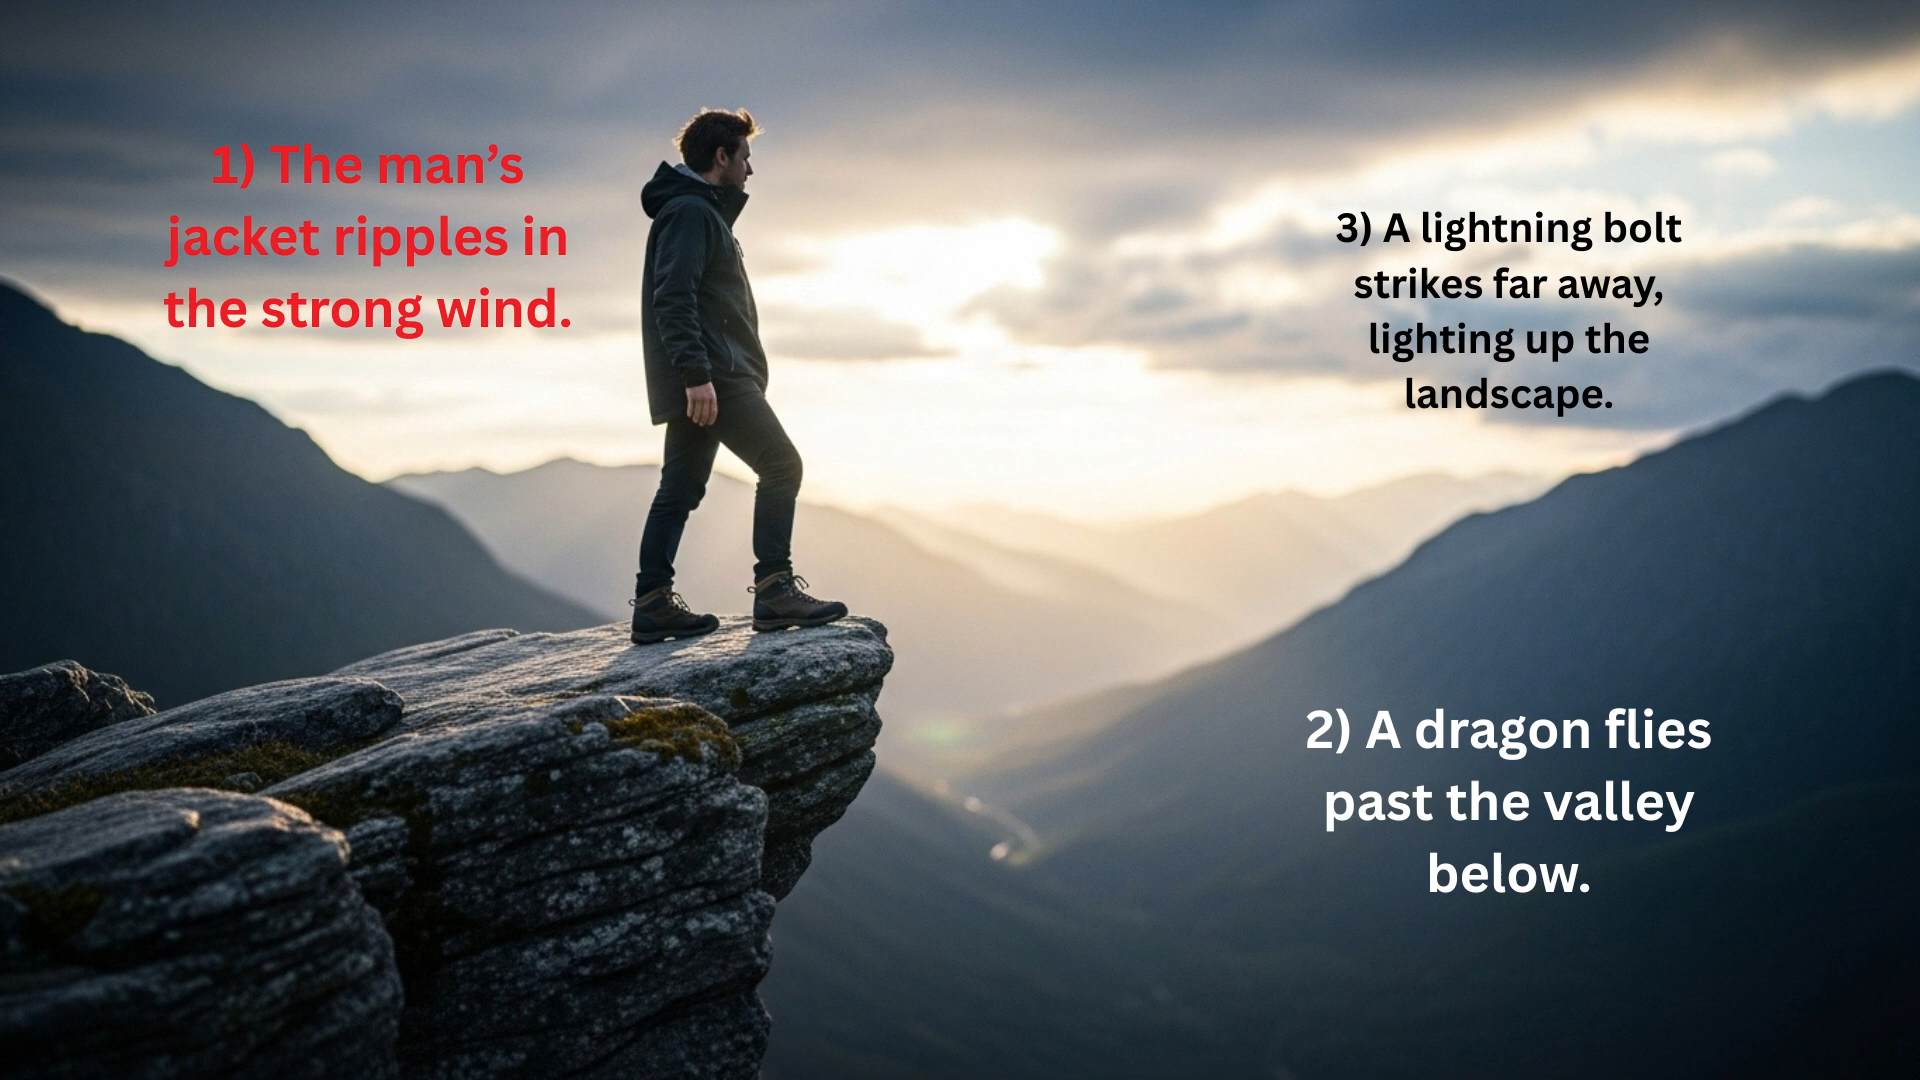 1) The man’s
jacket ripples in
the strong wind.
3) A lightning bolt
strikes far away,
lighting up the
landscape.
2) A dragon flies
past the valley
below.